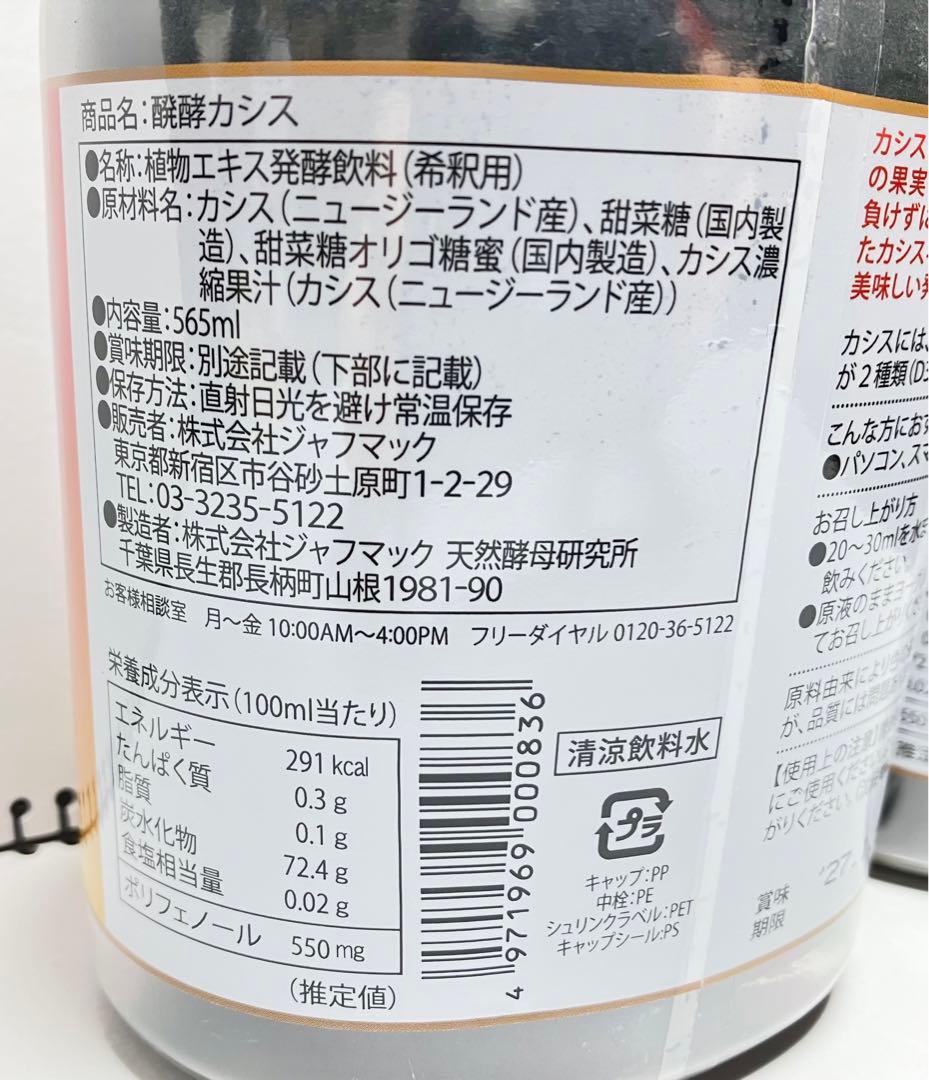 商品名：醗酵カシス
●名称：植物エキス発酵飲料（希釈用）
●原材料名：カシス（ニュージーランド産）、甜菜糖（国内製
造）、甜菜糖オリゴ糖蜜（国内製造）、カシス濃
縮果汁（カシス（ニュージーランド産））
●内容量：565ml
●賞味期限：別途記載（下部に記載）
●保存方法：直射日光を避け常温保存
●販売者：株式会社ジャフマック
東京都新宿区市谷砂土原町1-2-29
TEL：03-3235-5122
●製造者：株式会社ジャフマック 天然酵母研究所
千葉県長生郡長柄町山根1981-90
お客様相談室　月〜金 10:00AM〜4:00PM　フリーダイヤル 0120-36-5122
栄養成分表示（100ml当たり）
エネルギー 291 kcal
たんぱく質 0.3 g
脂質 0.1 g
炭水化物 72.4 g
食塩相当量 0.02 g
ポリフェノール 550 mg
（推定値）
4 971969 000836
清涼飲料水
プラ
キャップ：PP
中栓：PE
シュリンクラベル：PET
キャップシール：PS
カシス
の果実
負けずに
たカシス
美味しい
カシスには、
が2種類（D3
こんな方におす
●パソコン、スマ
お召し上がり方
●20〜30mlを水
飲みください
●原液のままヨー
てお召し上がり
原料由来により
が、品質には問題
【使用上の注意】
にご使用ください
がりください。
賞味
期限
'27.